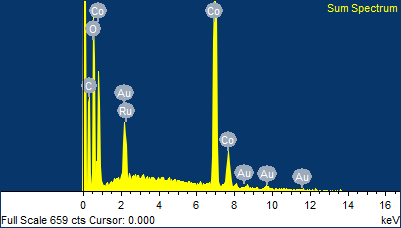 Sum Spectrum
Co
O
C
Au
Ru
Co
Co
Au
Au
Au
0 2 4 6 8 10 12 14 16
Full Scale 659 cts Cursor: 0.000 keV